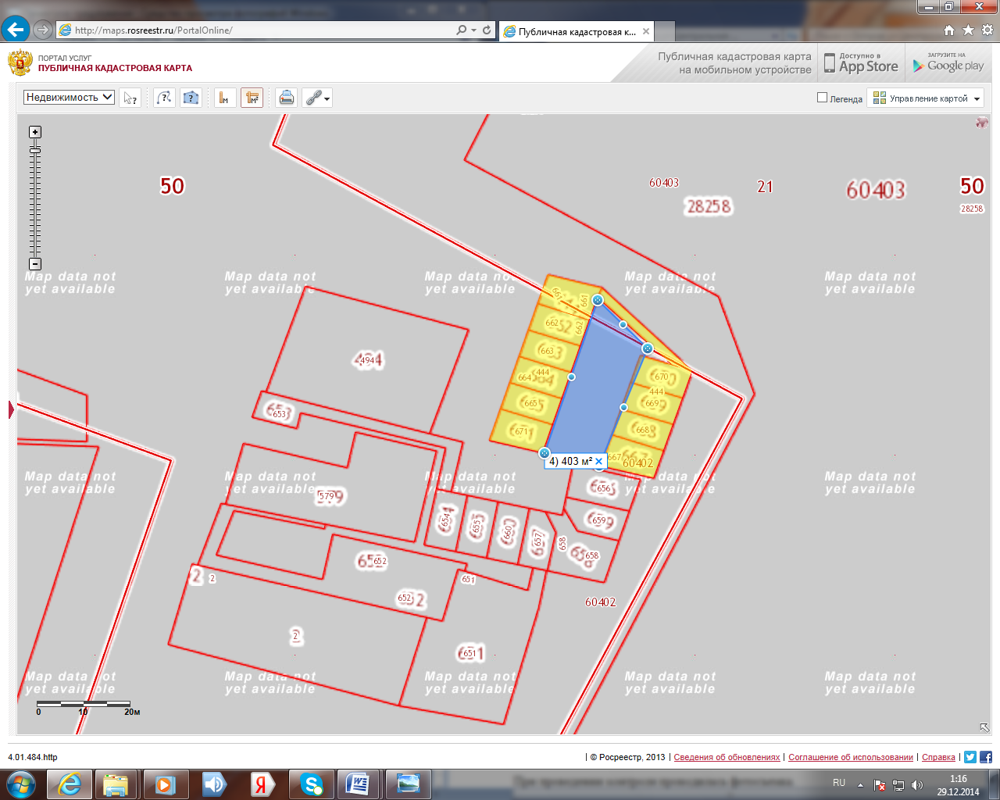 http://maps.rosreestr.ru/PortalOnline/
Публичная кадастровая к...
ПОРТАЛ УСЛУГ
ПУБЛИЧНАЯ КАДАСТРОВАЯ КАРТА
Публичная кадастровая карта
на мобильном устройстве
Доступно в
App Store
ЗАГРУЗИТЕ НА
Google play
Недвижимость
Легенда
Управление картой
50
60403
28258
21
60403
50
28258
Map data not
yet available
Map data not
yet available
Map data not
yet available
Map data not
yet available
Map data not
yet available
661
661
662
662
663
664
444
665
671
670
444
669
668
667
60402
494
653
579
4) 403 м²
Map data not
yet available
Map data not
yet available
Map data not
yet available
Map data not
yet available
Map data not
yet available
656
659
658
658
654
655
660
657
652
2
2
651
652
60402
2
651
Map data not
yet available
Map data not
yet available
Map data not
yet available
Map data not
yet available
Map data not
yet available
0 10 20м
4.01.484.http
© Росреестр, 2013
Сведения об обновлениях
Соглашение об использовании
Справка
RU
1:16
29.12.2014